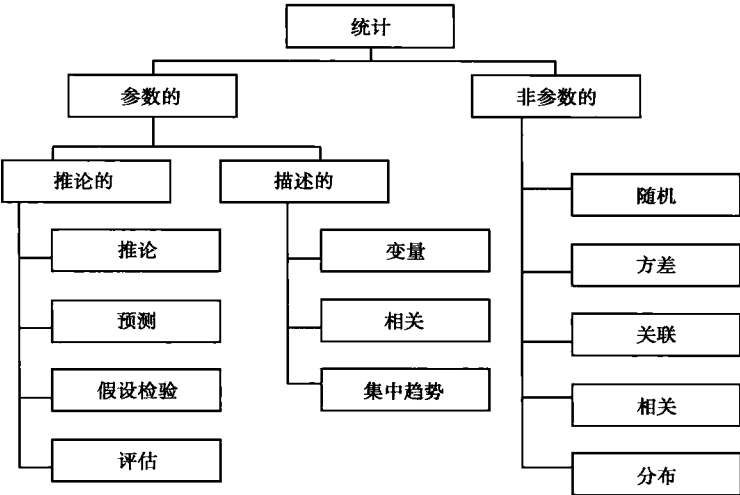 统计
参数的
非参数的
推论的
描述的
随机
推论
变量
方差
预测
相关
关联
假设检验
集中趋势
相关
评估
分布